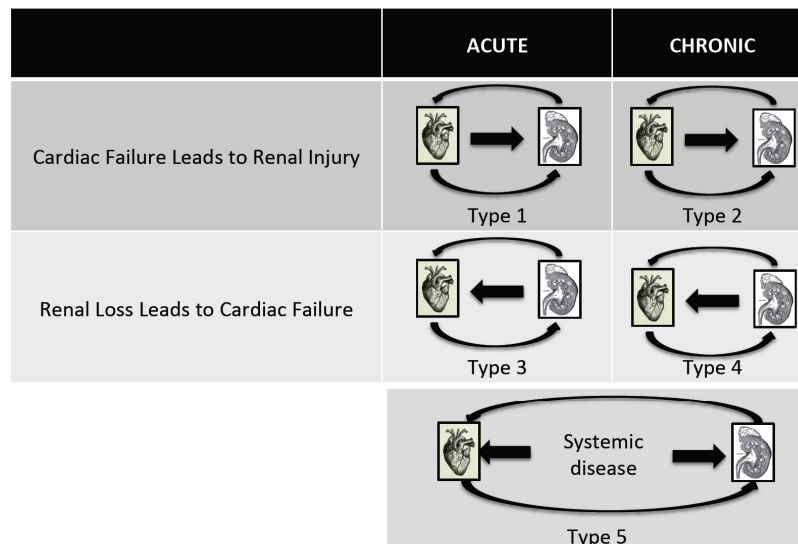 ACUTE
CHRONIC
Cardiac Failure Leads to Renal Injury
Type 1
Type 2
Renal Loss Leads to Cardiac Failure
Type 3
Type 4
Systemic
disease
Type 5